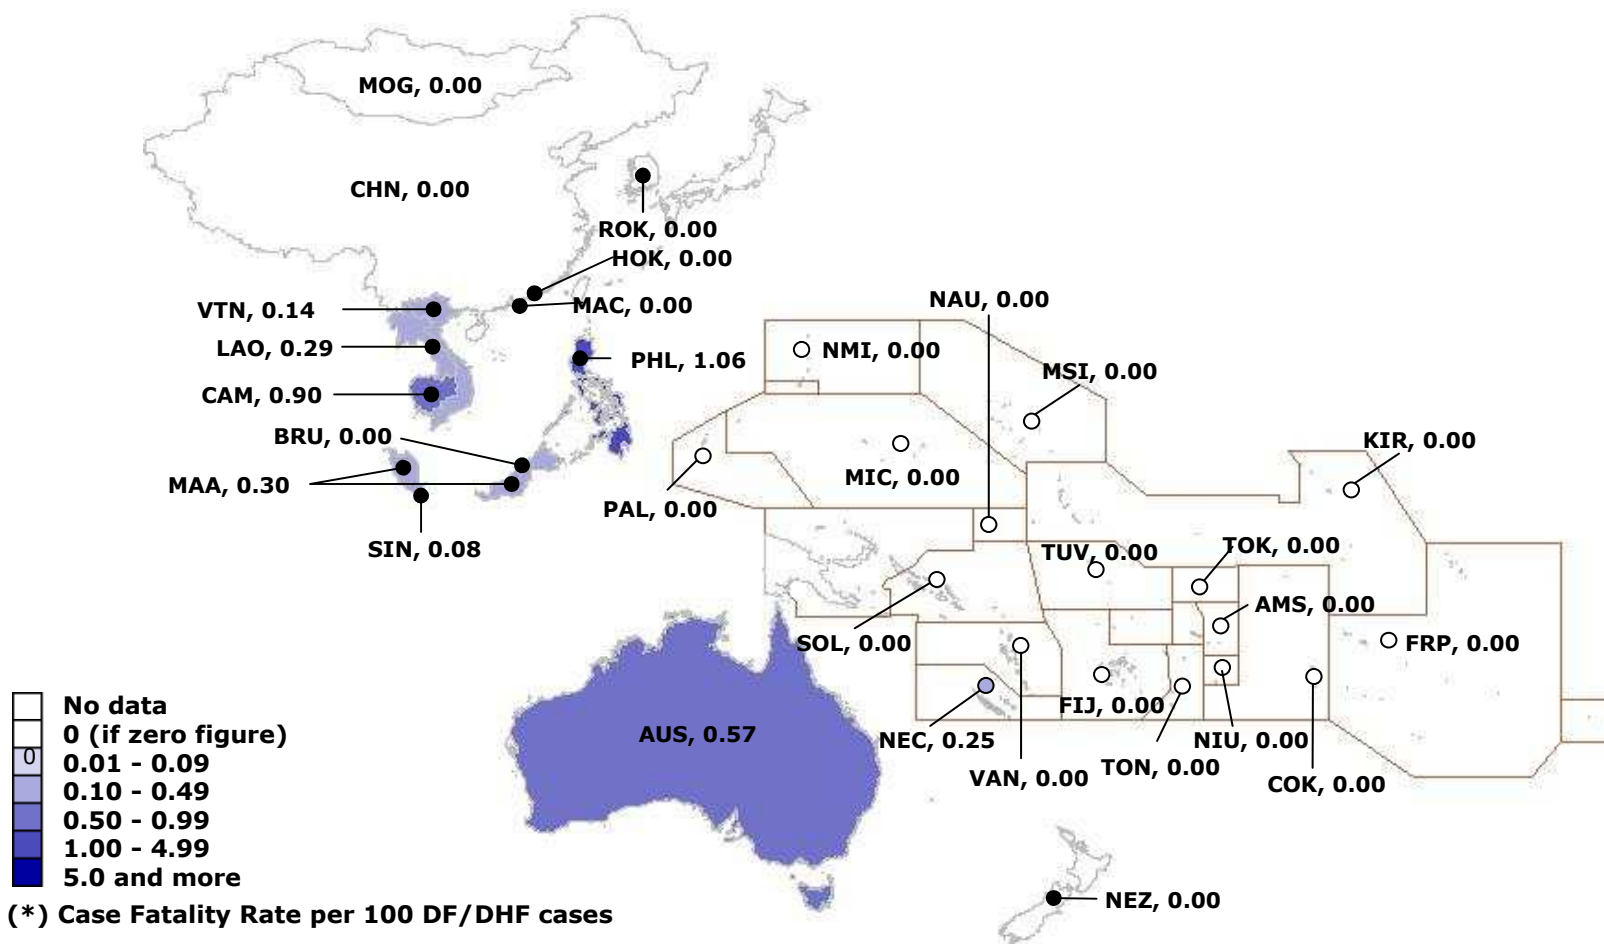 MOG, 0.00
CHN, 0.00
ROK, 0.00
HOK, 0.00
MAC, 0.00
VTN, 0.14
LAO, 0.29
CAM, 0.90
BRU, 0.00
MAA, 0.30
SIN, 0.08
PHL, 1.06
NAU, 0.00
NMI, 0.00
MSI, 0.00
KIR, 0.00
MIC, 0.00
PAL, 0.00
TUV, 0.00
TOK, 0.00
AMS, 0.00
SOL, 0.00
FRP, 0.00
FIJ, 0.00
AUS, 0.57
NEC, 0.25
NIU, 0.00
VAN, 0.00
TON, 0.00
COK, 0.00
NEZ, 0.00
No data
0 (if zero figure)
0
0.01 - 0.09
0.10 - 0.49
0.50 - 0.99
1.00 - 4.99
5.0 and more
(*) Case Fatality Rate per 100 DF/DHF cases